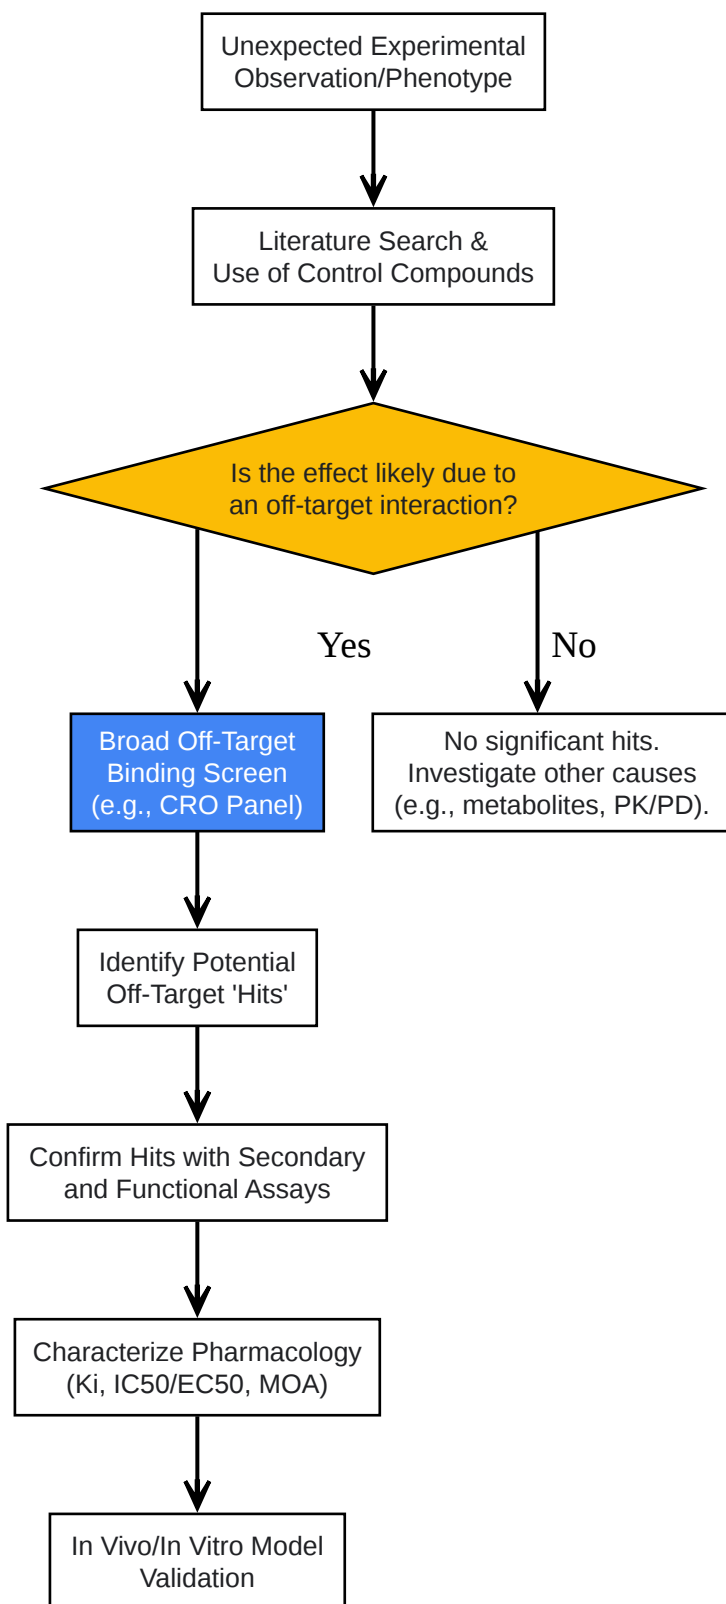 Unexpected Experimental
Observation/Phenotype
Literature Search &
Use of Control Compounds
Is the effect likely due to
an off-target interaction?
Yes
No
Broad Off-Target
Binding Screen
(e.g., CRO Panel)
No significant hits.
Investigate other causes
(e.g., metabolites, PK/PD).
Identify Potential
Off-Target 'Hits'
Confirm Hits with Secondary
and Functional Assays
Characterize Pharmacology
(Ki, IC50/EC50, MOA)
In Vivo/In Vitro Model
Validation